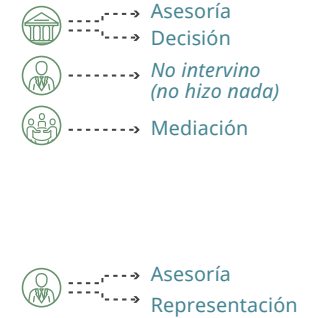 Asesoría
Decisión
No intervino
(no hizo nada)
Mediación
Asesoría
Representación